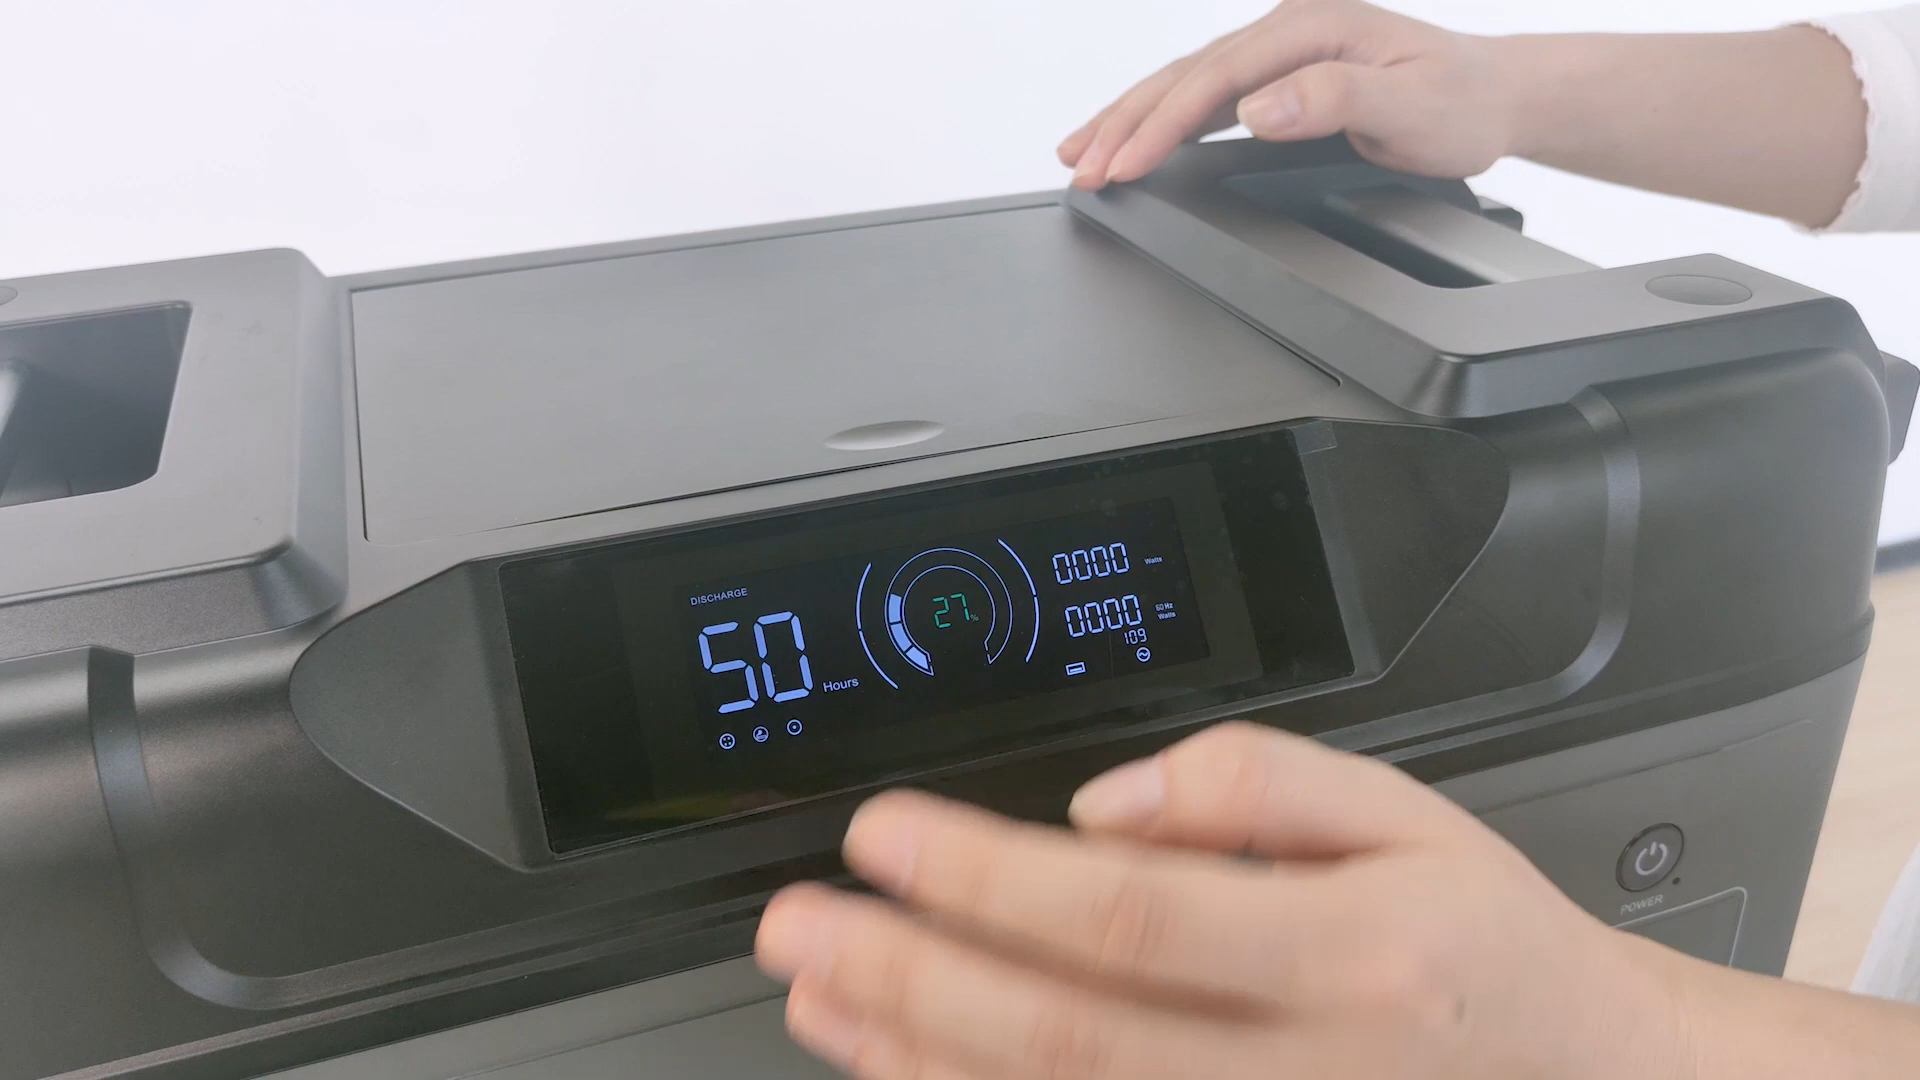 DISCHARGE
50 Hours
27%
0000 Watts
0000 60 Hz Watts
109
POWER